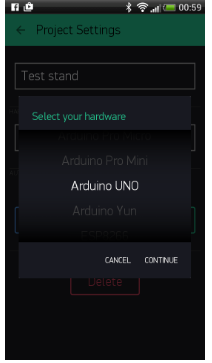 00:59
Project Settings
Test stand
Select your hardware
Arduino Pro Mini
Arduino UNO
Arduino Yun
CANCEL CONTINUE
Delete